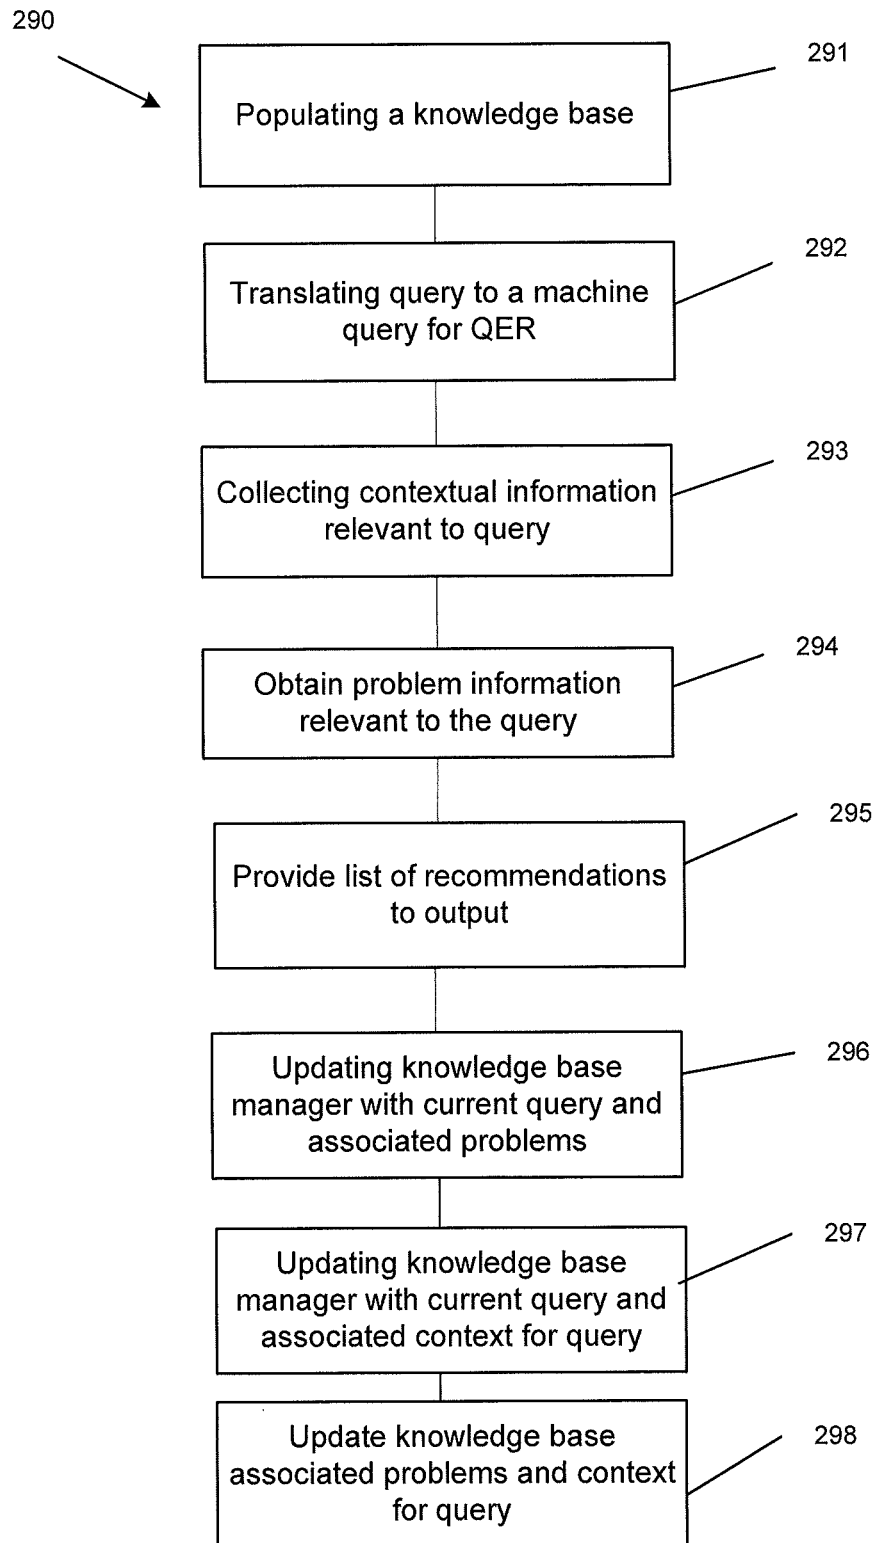 290
291
Populating a knowledge base
292
Translating query to a machine
query for QER
293
Collecting contextual information
relevant to query
294
Obtain problem information
relevant to the query
295
Provide list of recommendations
to output
296
Updating knowledge base
manager with current query and
associated problems
297
Updating knowledge base
manager with current query and
associated context for query
298
Update knowledge base
associated problems and context
for query